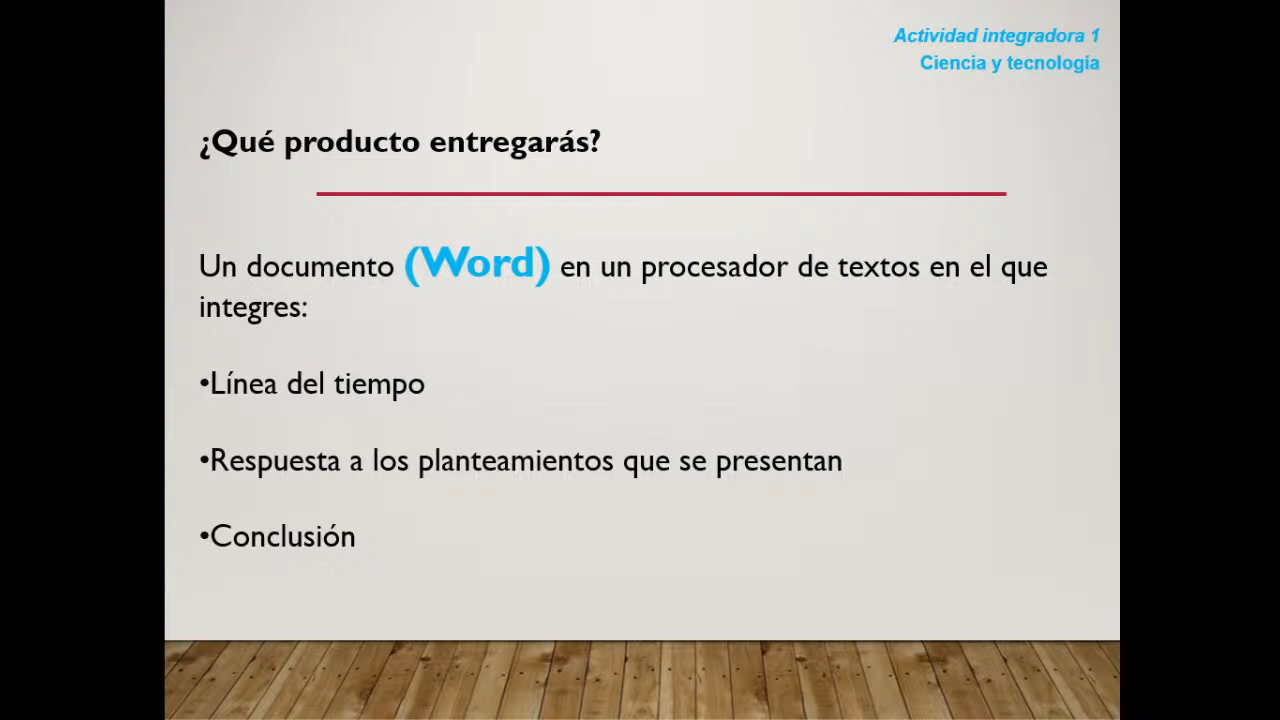 Actividad integradora 1
Ciencia y tecnología
¿Qué producto entregarás?
Un documento (Word) en un procesador de textos en el que
integres:
•Línea del tiempo
•Respuesta a los planteamientos que se presentan
•Conclusión